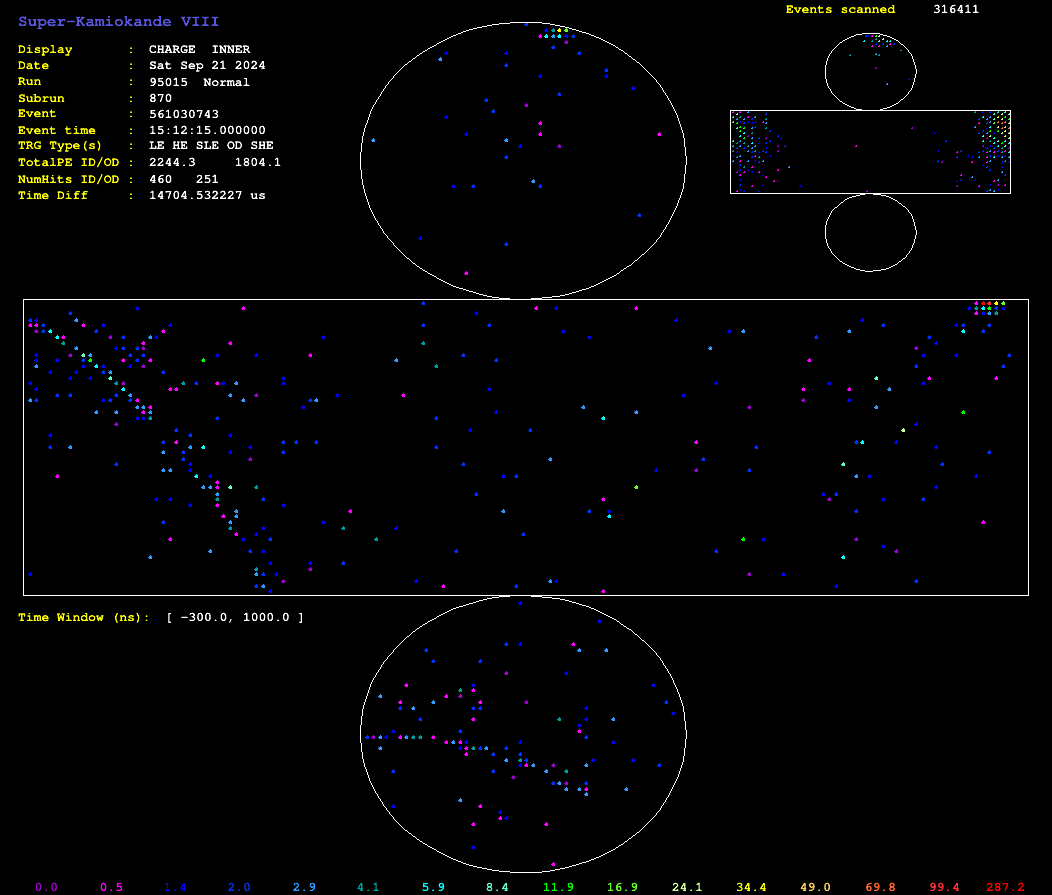 Super-Kamiokande VIII
Events scanned 316411
Display : CHARGE INNER
Date : Sat Sep 21 2024
Run : 95015 Normal
Subrun : 870
Event : 561030743
Event time : 15:12:15.000000
TRG Type(s) : LE HE SLE OD SHE
TotalPE ID/OD : 2244.3 1804.1
NumHits ID/OD : 460 251
Time Diff : 14704.532227 us
Time Window (ns): [ -300.0, 1000.0 ]
0.0 0.5 1.4 2.0 2.9 4.1 5.9 8.4 11.9 16.9 24.1 34.4 49.0 69.8 99.4 287.2